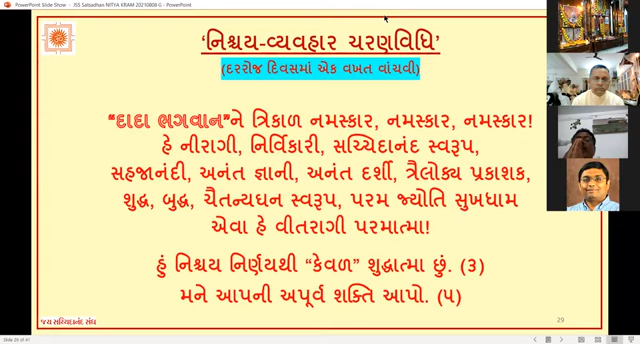 PowerPoint Slide Show - JSS Satsadhan NITYA KRAM 20210808 G - PowerPoint
'નિશ્ચય-વ્યવહાર ચરણવિધિ'
(દરરોજ દિવસમાં એક વખત વાંચવી)
"દાદા ભગવાન"ને ત્રિકાળ નમસ્કાર, નમસ્કાર, નમસ્કાર!
હે નીરાગી, નિર્વિકારી, સચ્ચિદાનંદ સ્વરૂપ,
સહજાનંદી, અનંત જ્ઞાની, અનંત દર્શી, ત્રૈલોક્ય પ્રકાશક,
શુદ્ધ, બુદ્ધ, ચૈતન્યઘન સ્વરૂપ, પરમ જ્યોતિ સુખધામ
એવા હે વીતરાગી પરમાત્મા!
હું નિશ્ચય નિર્ણયથી "કેવળ" શુદ્ધાત્મા છું. (૩)
મને આપની અપૂર્વ શક્તિ આપો. (૫)
જય સચ્ચિદાનંદ સંઘ
29
Slide 29 of 41